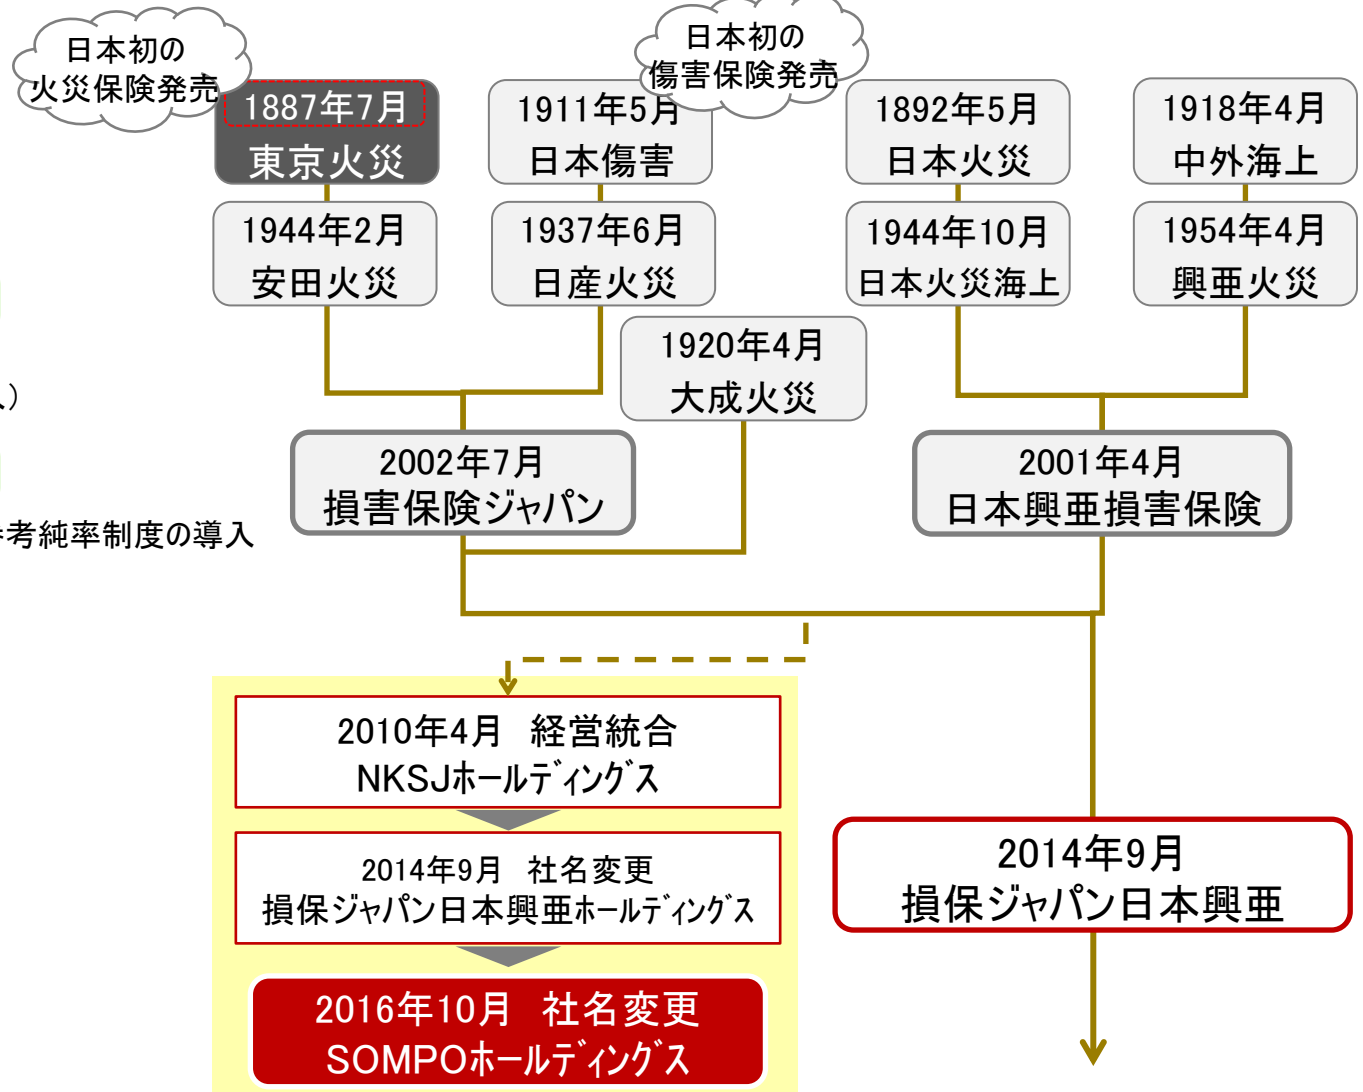 日本初の
火災保険発売
日本初の
傷害保険発売
1887年7月
東京火災
1911年5月
日本傷害
1892年5月
日本火災
1918年4月
中外海上
1944年2月
安田火災
1937年6月
日産火災
1944年10月
日本火災海上
1954年4月
興亜火災
1920年4月
大成火災
2002年7月
損害保険ジャパン
2001年4月
日本興亜損害保険
考純率制度の導入
2010年4月 経営統合
NKSJホールディングス
2014年9月 社名変更
損保ジャパン日本興亜ホールディングス
2016年10月 社名変更
SOMPOホールディングス
2014年9月
損保ジャパン日本興亜